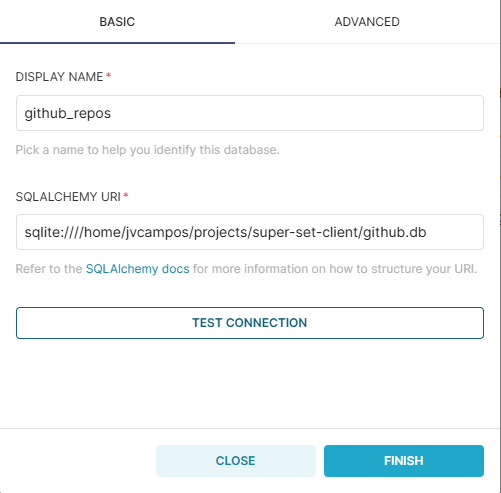 BASIC ADVANCED
DISPLAY NAME*
github_repos
Pick a name to help you identify this database.
SQLALCHEMY URI*
sqlite:////home/jvcampos/projects/super-set-client/github.db
Refer to the SQLAlchemy docs for more information on how to structure your URI.
TEST CONNECTION
CLOSE FINISH